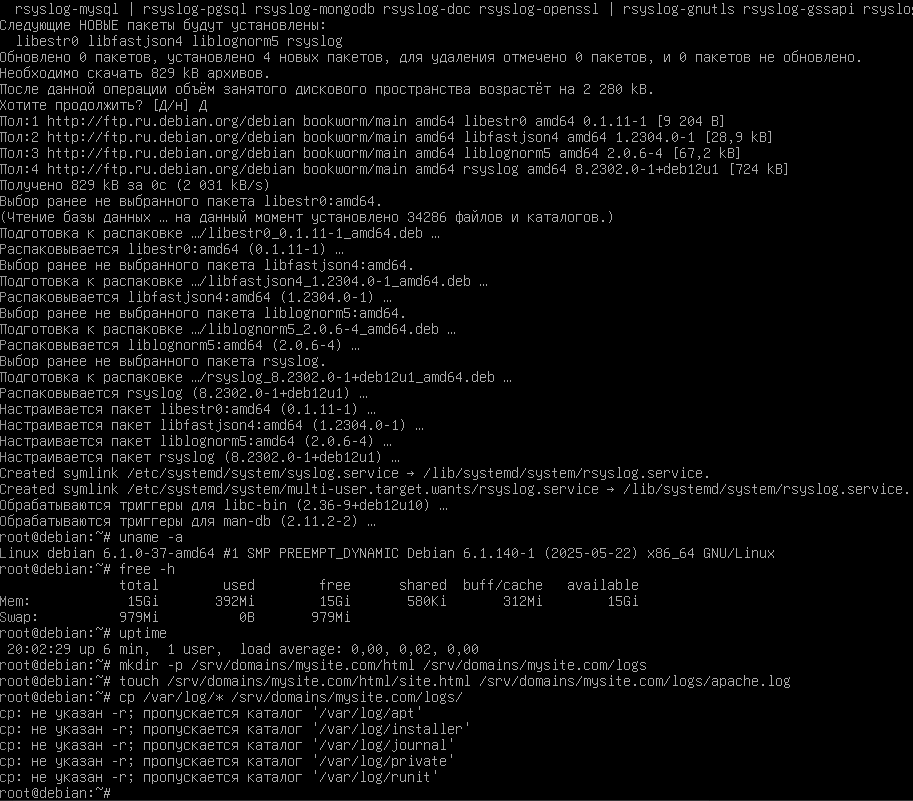 rsyslog-mysql | rsyslog-pgsql rsyslog-mongodb rsyslog-doc rsyslog-openssl | rsyslog-gnutls rsyslog-gssapi rsyslo
Следующие НОВЫЕ пакеты будут установлены:
  libestr0 libfastjson4 liblognorm5 rsyslog
Обновлено 0 пакетов, установлено 4 новых пакетов, для удаления отмечено 0 пакетов, и 0 пакетов не обновлено.
Необходимо скачать 829 kB архивов.
После данной операции объём занятого дискового пространства возрастёт на 2 280 kB.
Хотите продолжить? [Д/н] Д
Пол:1 http://ftp.ru.debian.org/debian bookworm/main amd64 libestr0 amd64 0.1.11-1 [9 204 B]
Пол:2 http://ftp.ru.debian.org/debian bookworm/main amd64 libfastjson4 amd64 1.2304.0-1 [28,9 kB]
Пол:3 http://ftp.ru.debian.org/debian bookworm/main amd64 liblognorm5 amd64 2.0.6-4 [67,2 kB]
Пол:4 http://ftp.ru.debian.org/debian bookworm/main amd64 rsyslog amd64 8.2302.0-1+deb12u1 [724 kB]
Получено 829 kB за 0с (2 031 kB/s)
Выбор ранее не выбранного пакета libestr0:amd64.
(Чтение базы данных … на данный момент установлено 34286 файлов и каталогов.)
Подготовка к распаковке …/libestr0_0.1.11-1_amd64.deb …
Распаковывается libestr0:amd64 (0.1.11-1) …
Выбор ранее не выбранного пакета libfastjson4:amd64.
Подготовка к распаковке …/libfastjson4_1.2304.0-1_amd64.deb …
Распаковывается libfastjson4:amd64 (1.2304.0-1) …
Выбор ранее не выбранного пакета liblognorm5:amd64.
Подготовка к распаковке …/liblognorm5_2.0.6-4_amd64.deb …
Распаковывается liblognorm5:amd64 (2.0.6-4) …
Выбор ранее не выбранного пакета rsyslog.
Подготовка к распаковке …/rsyslog_8.2302.0-1+deb12u1_amd64.deb …
Распаковывается rsyslog (8.2302.0-1+deb12u1) …
Настраивается пакет libestr0:amd64 (0.1.11-1) …
Настраивается пакет libfastjson4:amd64 (1.2304.0-1) …
Настраивается пакет liblognorm5:amd64 (2.0.6-4) …
Настраивается пакет rsyslog (8.2302.0-1+deb12u1) …
Created symlink /etc/systemd/system/syslog.service → /lib/systemd/system/rsyslog.service.
Created symlink /etc/systemd/system/multi-user.target.wants/rsyslog.service → /lib/systemd/system/rsyslog.service.
Обрабатываются триггеры для libc-bin (2.36-9+deb12u10) …
Обрабатываются триггеры для man-db (2.11.2-2) …
root@debian:~# uname -a
Linux debian 6.1.0-37-amd64 #1 SMP PREEMPT_DYNAMIC Debian 6.1.140-1 (2025-05-22) x86_64 GNU/Linux
root@debian:~# free -h
               total        used        free      shared  buff/cache   available
Mem:            15Gi       392Mi        15Gi       580Ki       312Mi        15Gi
Swap:          979Mi          0B       979Mi
root@debian:~# uptime
 20:02:29 up 6 min,  1 user,  load average: 0,00, 0,02, 0,00
root@debian:~# mkdir -p /srv/domains/mysite.com/html /srv/domains/mysite.com/logs
root@debian:~# touch /srv/domains/mysite.com/html/site.html /srv/domains/mysite.com/logs/apache.log
root@debian:~# cp /var/log/* /srv/domains/mysite.com/logs/
cp: не указан -r; пропускается каталог '/var/log/apt'
cp: не указан -r; пропускается каталог '/var/log/installer'
cp: не указан -r; пропускается каталог '/var/log/journal'
cp: не указан -r; пропускается каталог '/var/log/private'
cp: не указан -r; пропускается каталог '/var/log/runit'
root@debian:~#